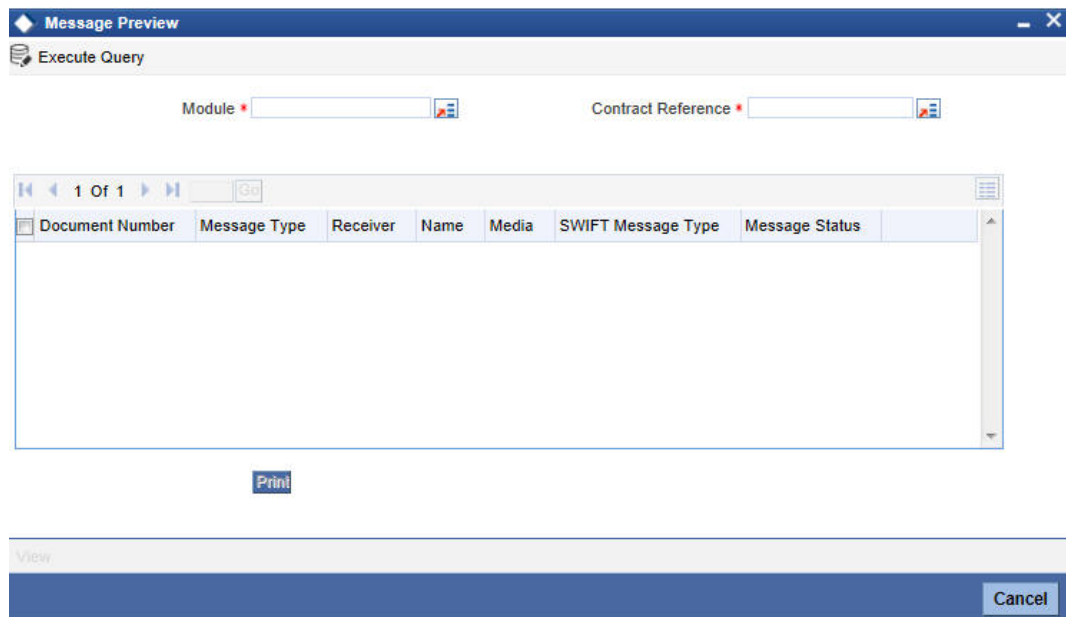 Message Preview
Execute Query
Module * Contract Reference *
1 Of 1 Go
Document Number Message Type Receiver Name Media SWIFT Message Type Message Status
Print
View
Cancel